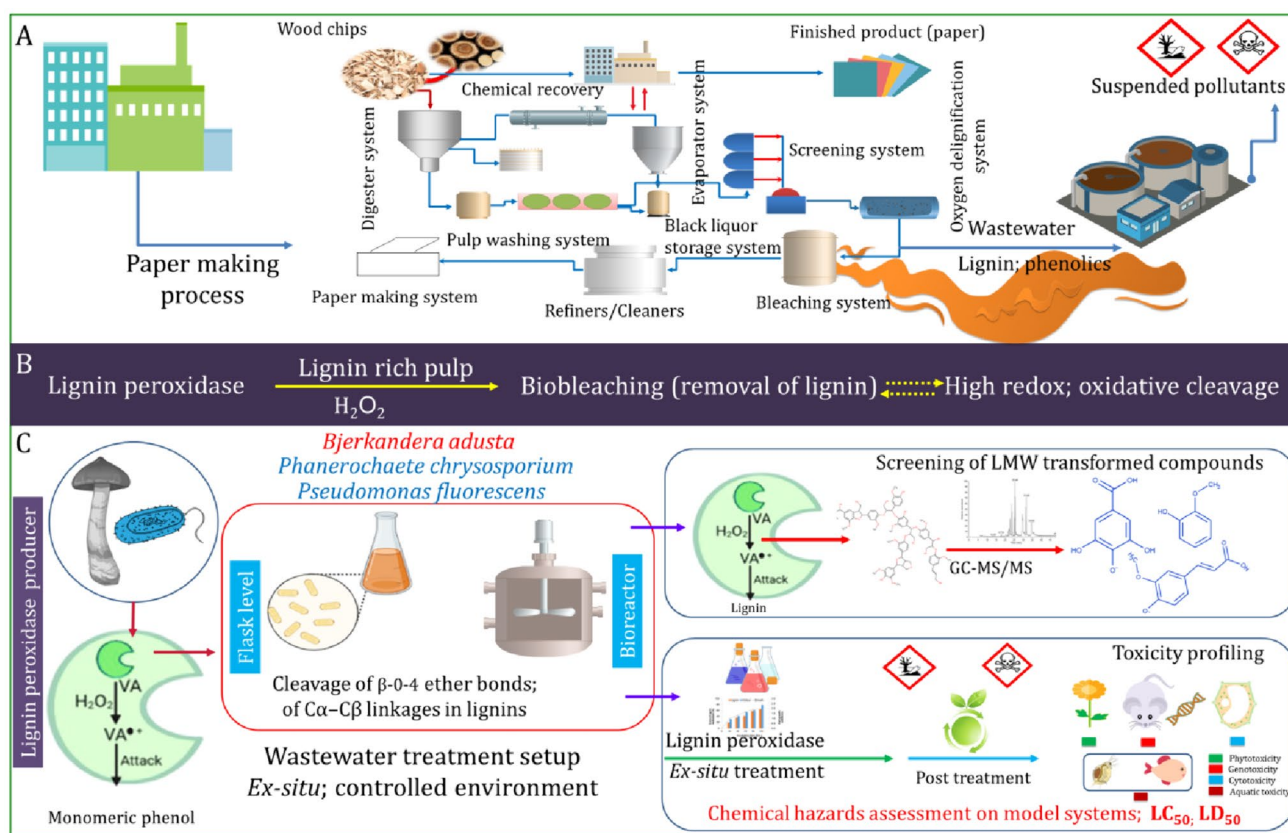 A
Paper making
process
Wood chips
Chemical recovery
Finished product (paper)
Digester system
Evaporator system
Screening system
Oxygen delignification
system
Pulp washing system
Black liquor
storage system
Paper making system
Refiners/Cleaners
Bleaching system
Wastewater
Lignin; phenolics
Suspended pollutants
B
Lignin peroxidase
Lignin rich pulp
H₂O₂
Biobleaching (removal of lignin)
High redox; oxidative cleavage
C
Lignin peroxidase producer
VA
H₂O₂
VA•+
Attack
Monomeric phenol
Bjerkandera adusta
Phanerochaete chrysosporium
Pseudomonas fluorescens
Flask level
Bioreactor
Cleavage of β-0-4 ether bonds;
of Cα–Cβ linkages in lignins
Wastewater treatment setup
Ex-situ; controlled environment
Screening of LMW transformed compounds
VA
H₂O₂
VA•+
Attack
Lignin
GC-MS/MS
Lignin peroxidase
Ex-situ treatment
Post treatment
Toxicity profiling
Phytotoxicity
Genotoxicity
Cytotoxicity
Aquatic toxicity
Chemical hazards assessment on model systems; LC₅₀; LD₅₀